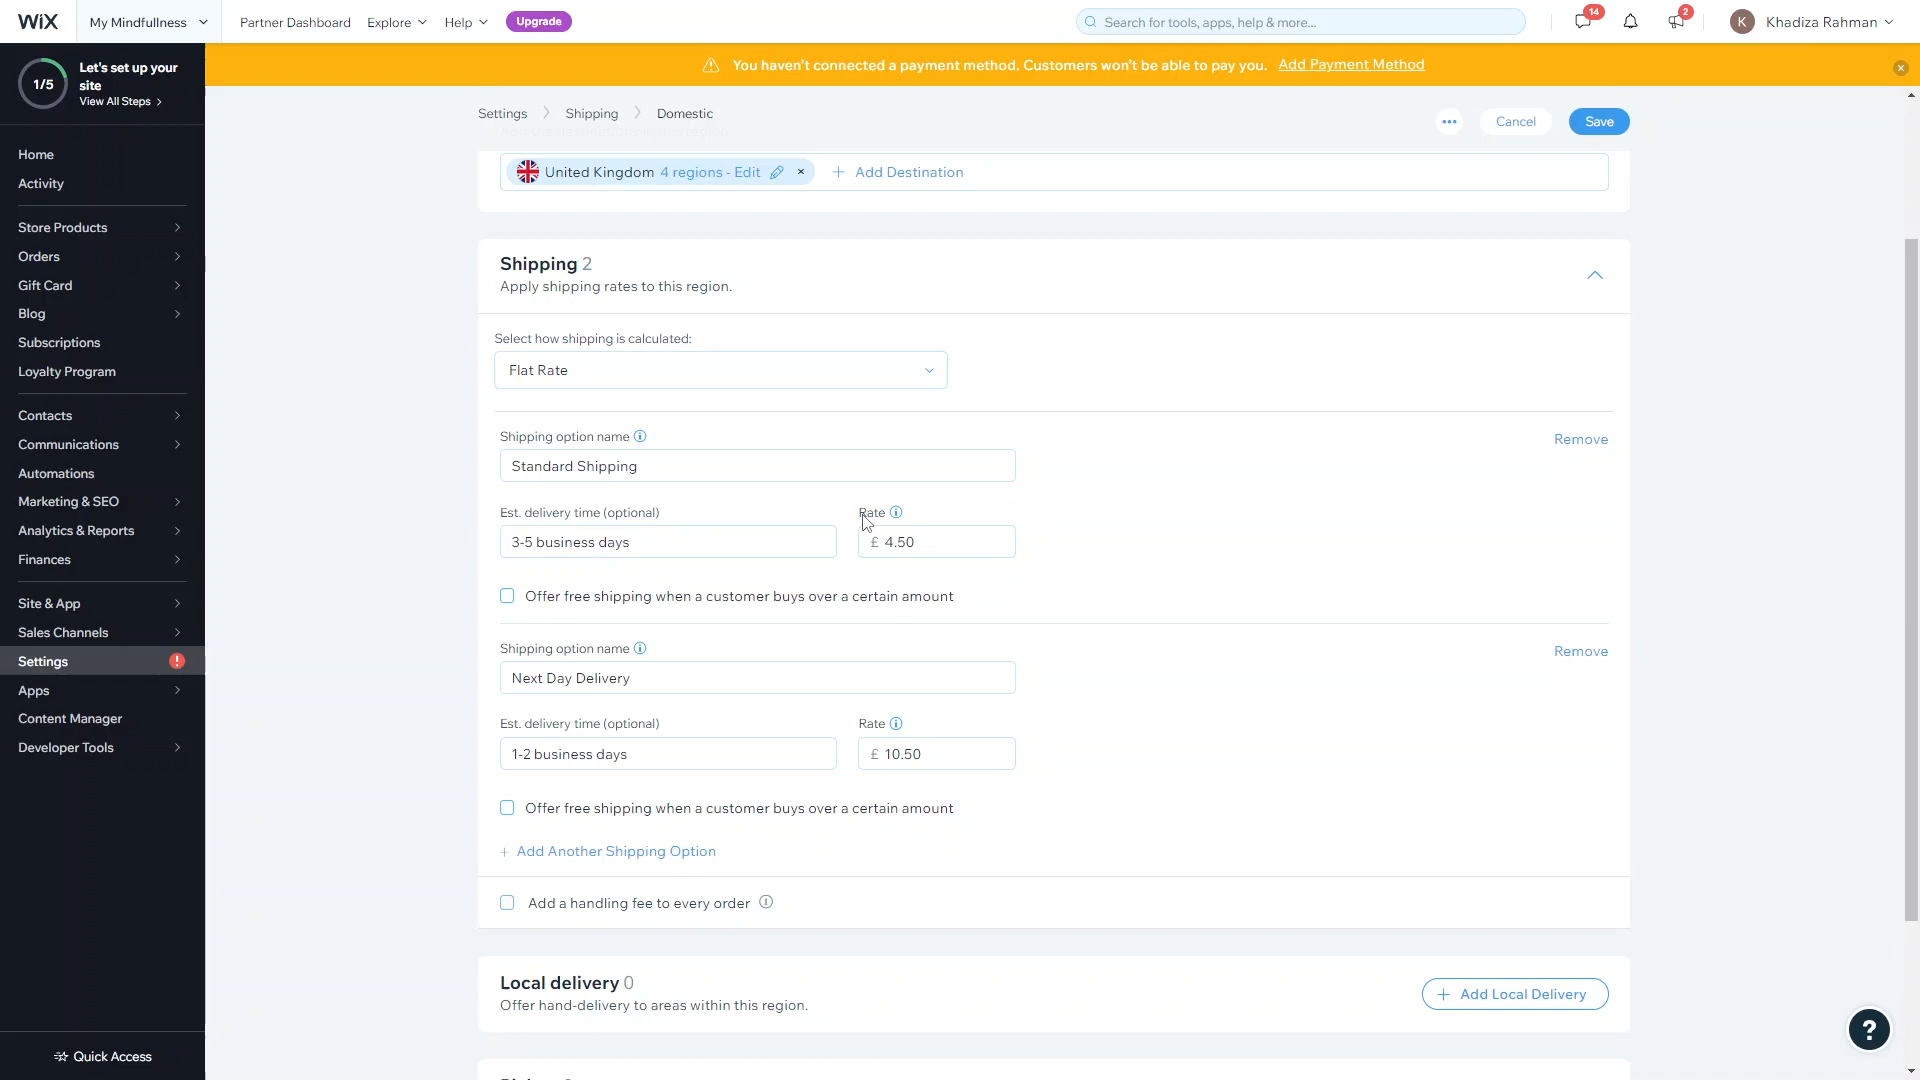 WiX
My Mindfullness
Partner Dashboard
Explore
Help
Upgrade
Search for tools, apps, help & more...
14
2
K
Khadiza Rahman
1/5
Let's set up your
site
View All Steps
You haven't connected a payment method. Customers won't be able to pay you. Add Payment Method
Home
Activity
Store Products
Orders
Gift Card
Blog
Subscriptions
Loyalty Program
Contacts
Communications
Automations
Marketing & SEO
Analytics & Reports
Finances
Site & App
Sales Channels
Settings
Apps
Content Manager
Developer Tools
Quick Access
Settings
Shipping
Domestic
Cancel
Save
United Kingdom 4 regions - Edit
+ Add Destination
Shipping 2
Apply shipping rates to this region.
Select how shipping is calculated:
Flat Rate
Shipping option name
Remove
Standard Shipping
Est. delivery time (optional)
Rate
3-5 business days
£ 4.50
Offer free shipping when a customer buys over a certain amount
Shipping option name
Remove
Next Day Delivery
Est. delivery time (optional)
Rate
1-2 business days
£ 10.50
Offer free shipping when a customer buys over a certain amount
+ Add Another Shipping Option
Add a handling fee to every order
Local delivery 0
Offer hand-delivery to areas within this region.
+ Add Local Delivery
?